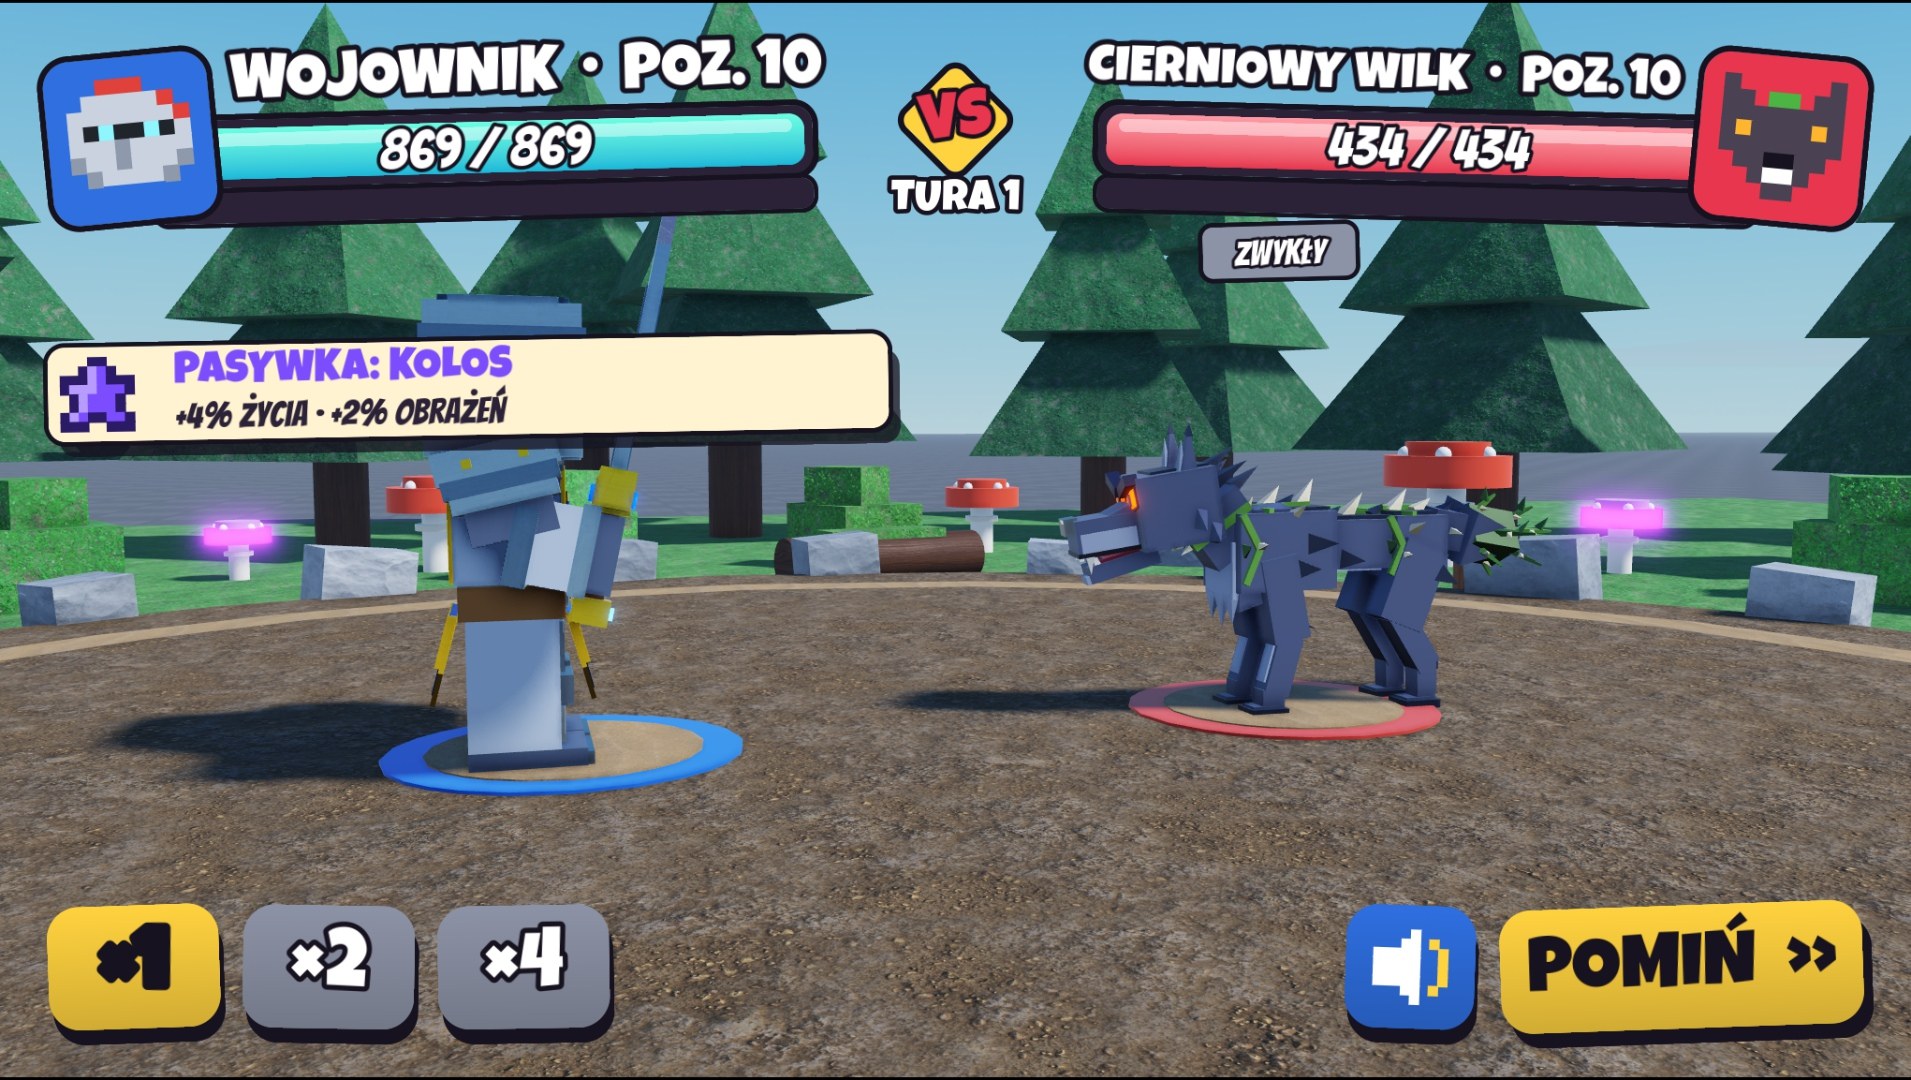 WOJOWNIK • POZ. 10
869 / 869
VS
TURA 1
CIERNIOWY WILK • POZ. 10
434 / 434
ZWYKŁY
PASYWKA: KOLOS
+4% ŻYCIA • +2% OBRAŻEŃ
×1
×2
×4
POMIŃ »